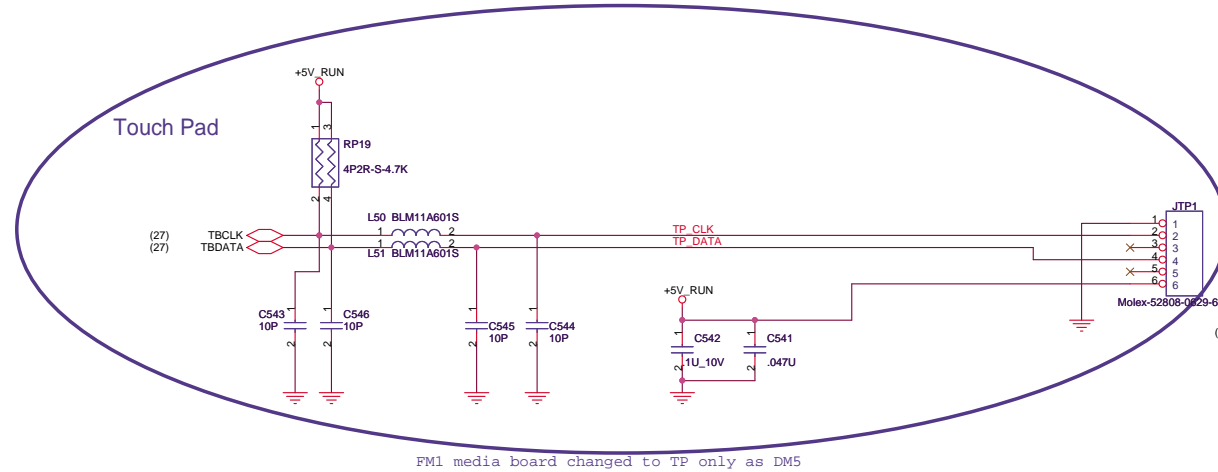 +5V_RUN
Touch Pad
1 3
RP19
4P2R-S-4.7K
2 4
L50 BLM11A601S
(27) TBCLK 1 2 TP_CLK
(27) TBDATA 1 2 TP_DATA
L51 BLM11A601S
JTP1
1 1
2 2
3 3
4 4
5 5
6 6
Molex-52808-0629-6
(
+5V_RUN
1 C543 10P 2
1 C546 10P 2
1 C545 10P 2
1 C544 10P 2
1 C542 .1U_10V 2
1 C541 .047U 2
FM1 media board changed to TP only as DM5